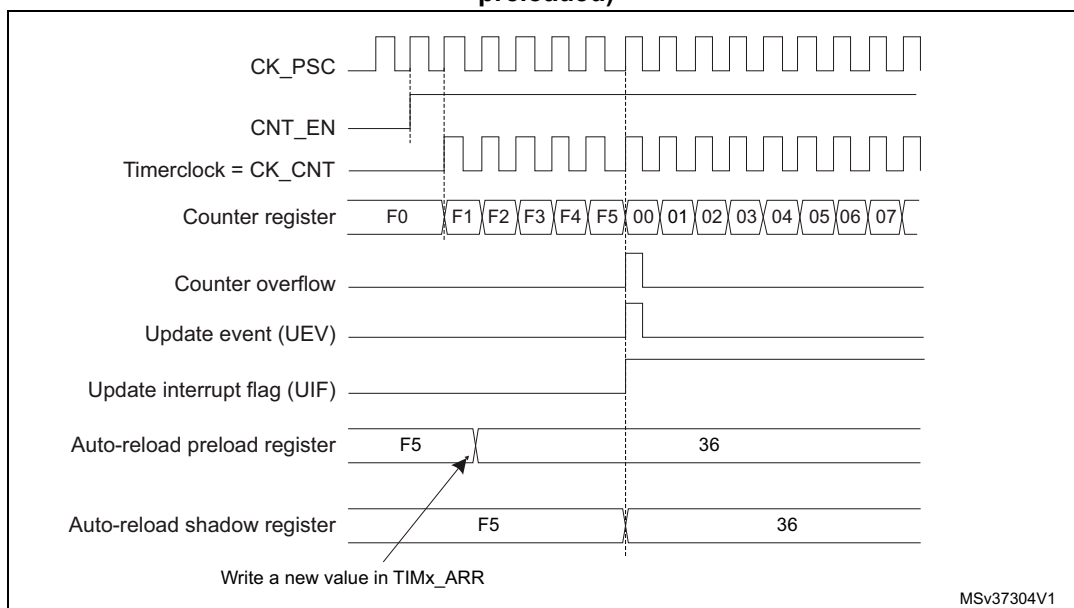 preloaded)
CK_PSC
CNT_EN
Timerclock = CK_CNT
Counter register F0 F1 F2 F3 F4 F5 00 01 02 03 04 05 06 07
Counter overflow
Update event (UEV)
Update interrupt flag (UIF)
Auto-reload preload register F5 36
Auto-reload shadow register F5 36
Write a new value in TIMx_ARR
MSv37304V1